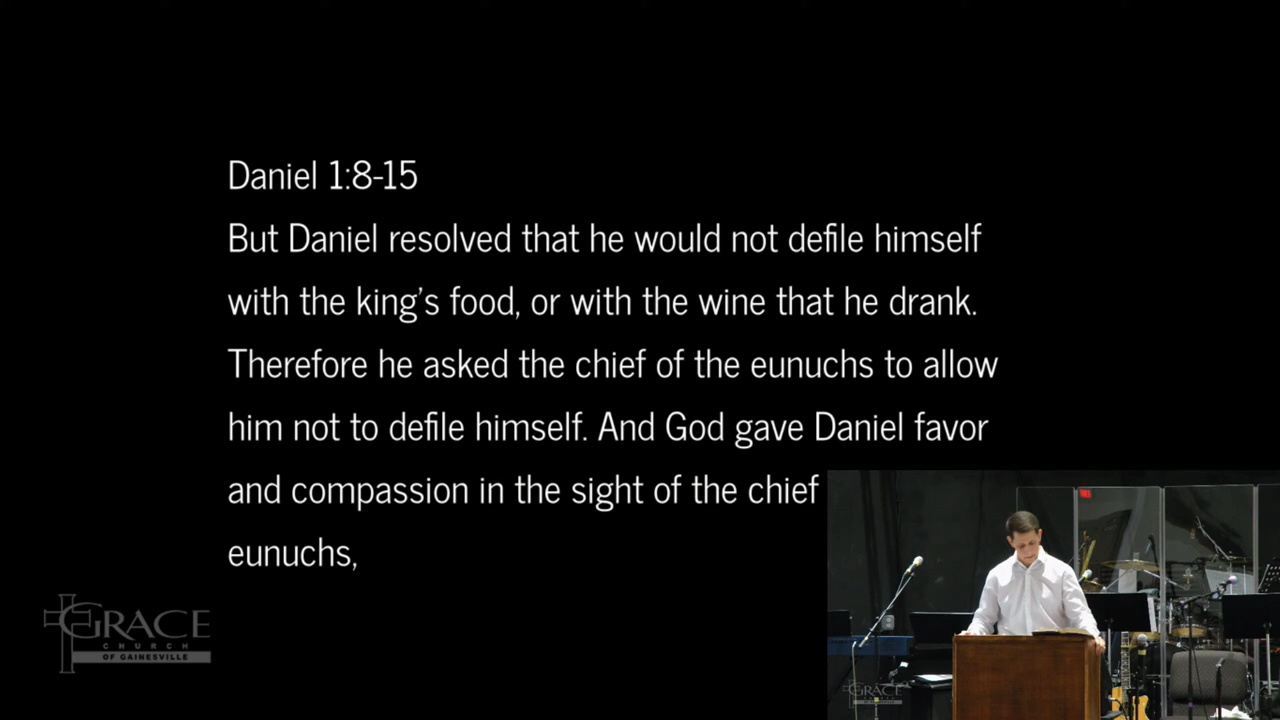 Daniel 1:8-15
But Daniel resolved that he would not defile himself
with the king's food, or with the wine that he drank.
Therefore he asked the chief of the eunuchs to allow
him not to defile himself. And God gave Daniel favor
and compassion in the sight of the chief
eunuchs,
GRACE
CHURCH
OF GAINESVILLE
GRACE